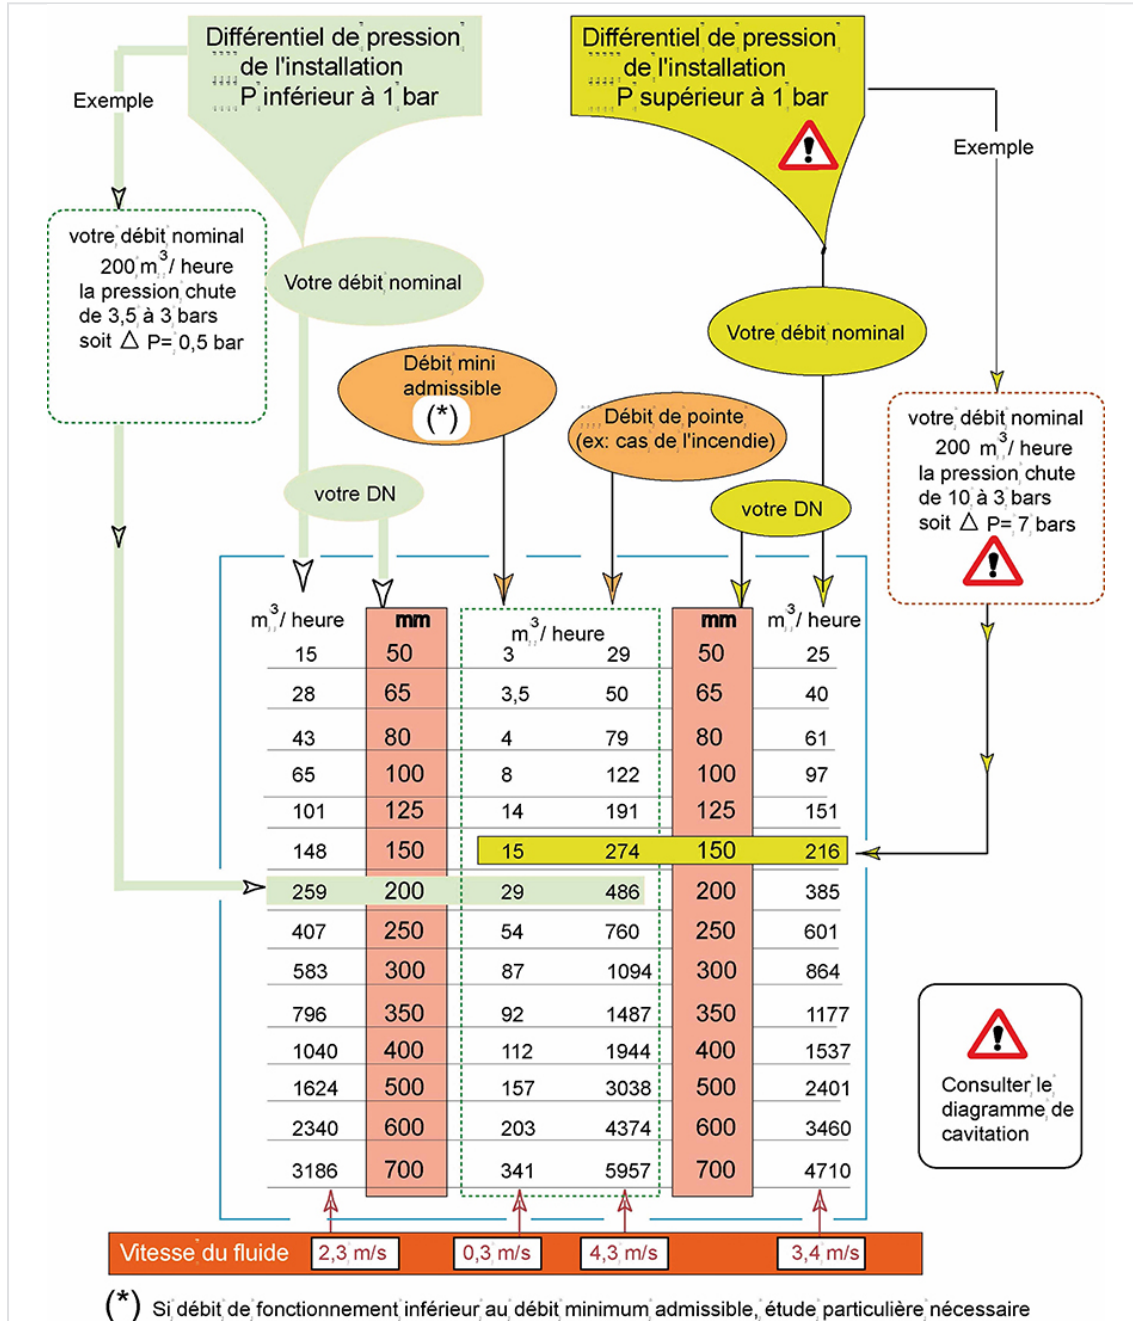 Différentiel de pression
de l'installation
P inférieur à 1 bar
Différentiel de pression
de l'installation
P supérieur à 1 bar
Exemple
Exemple
votre débit nominal
200 m³/ heure
la pression chute
de 3,5 à 3 bars
soit △ P= 0,5 bar
Votre débit nominal
Votre débit nominal
Débit mini
admissible
(*)
Débit de pointe
(ex: cas de l'incendie)
votre débit nominal
200 m³/ heure
la pression chute
de 10 à 3 bars
soit △ P= 7 bars
votre DN
votre DN
m³/ heure mm m³/ heure mm m³/ heure
15 50 3 29 50 25
28 65 3,5 50 65 40
43 80 4 79 80 61
65 100 8 122 100 97
101 125 14 191 125 151
148 150 15 274 150 216
259 200 29 486 200 385
407 250 54 760 250 601
583 300 87 1094 300 864
796 350 92 1487 350 1177
1040 400 112 1944 400 1537
1624 500 157 3038 500 2401
2340 600 203 4374 600 3460
3186 700 341 5957 700 4710
Consulter le
diagramme de
cavitation
Vitesse du fluide 2,3 m/s 0,3 m/s 4,3 m/s 3,4 m/s
(*) Si débit de fonctionnement inférieur au débit minimum admissible, étude particulière nécessaire